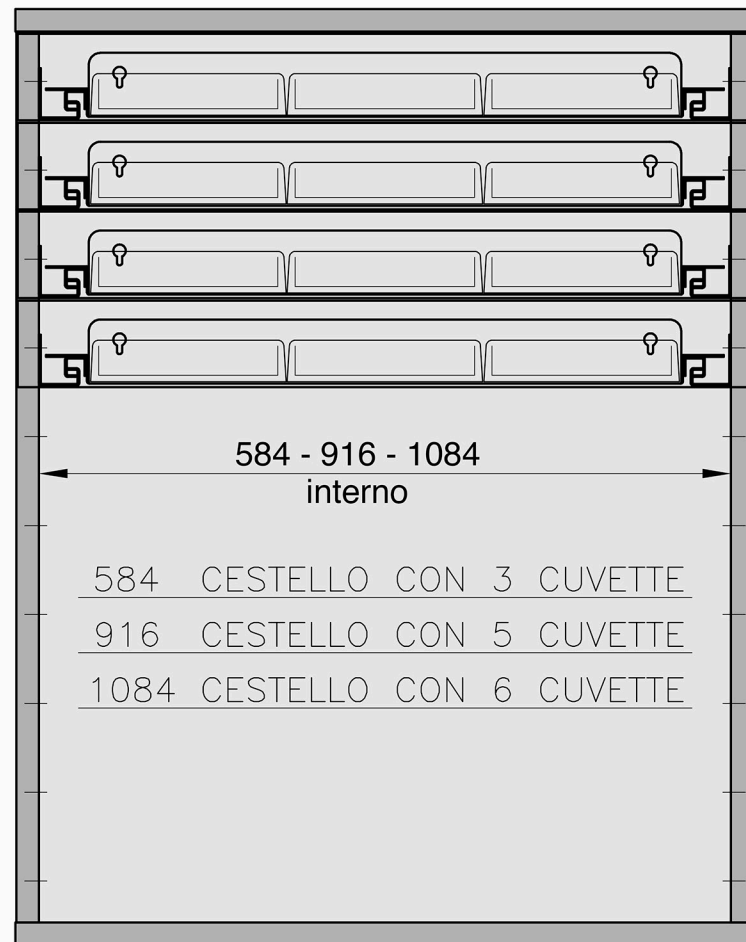 584 - 916 - 1084
interno
584 CESTELLO CON 3 CUVETTE
916 CESTELLO CON 5 CUVETTE
1084 CESTELLO CON 6 CUVETTE